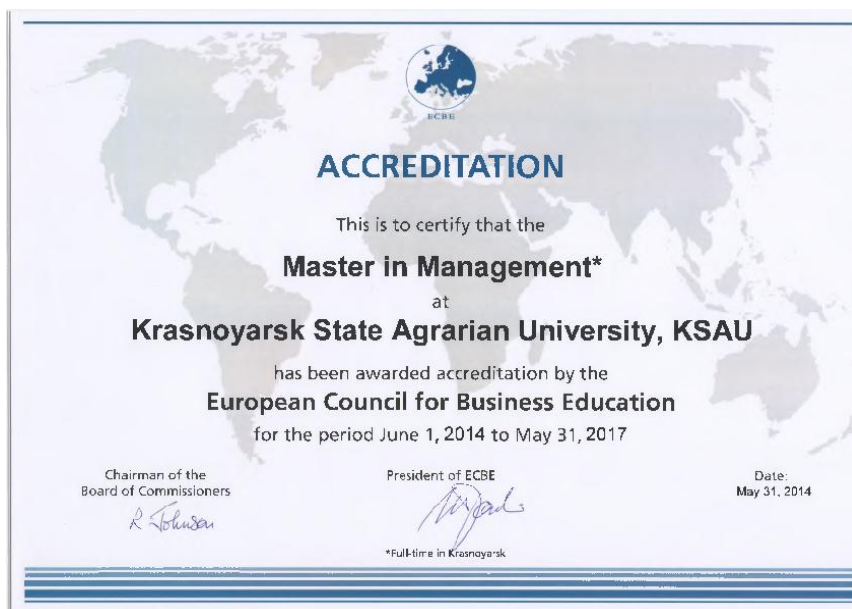 ECBE
ACCREDITATION
This is to certify that the
Master in Management*
at
Krasnoyarsk State Agrarian University, KSAU
has been awarded accreditation by the
European Council for Business Education
for the period June 1, 2014 to May 31, 2017
Chairman of the
Board of Commissioners
R Johnson
President of ECBE
Date:
May 31, 2014
*Full-time in Krasnoyarsk